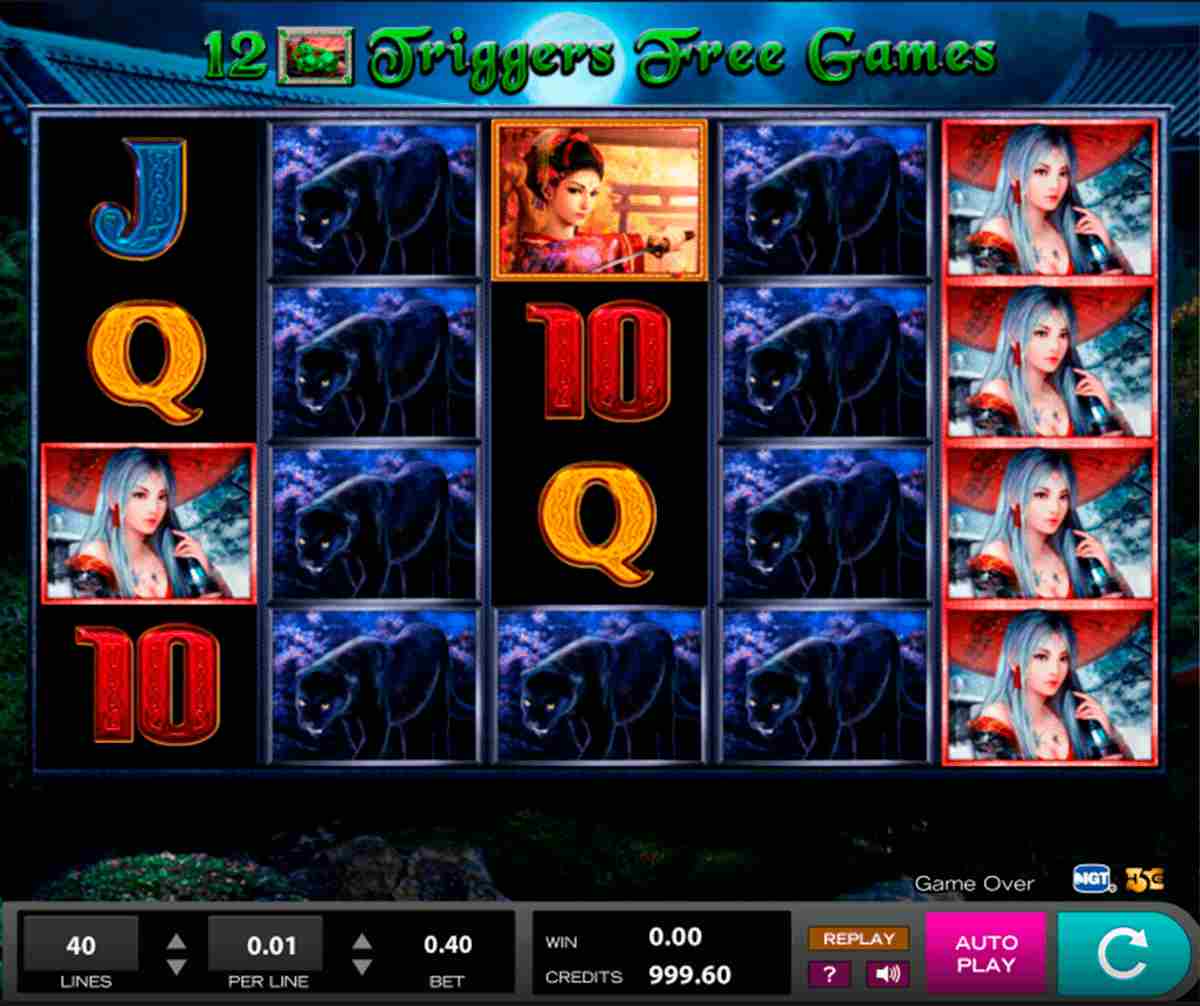 12 Triggers Free Games
J
Q
10
10
Q
Game Over
40
LINES
0.01
PER LINE
0.40
BET
WIN 0.00
CREDITS 999.60
REPLAY
?
AUTO
PLAY